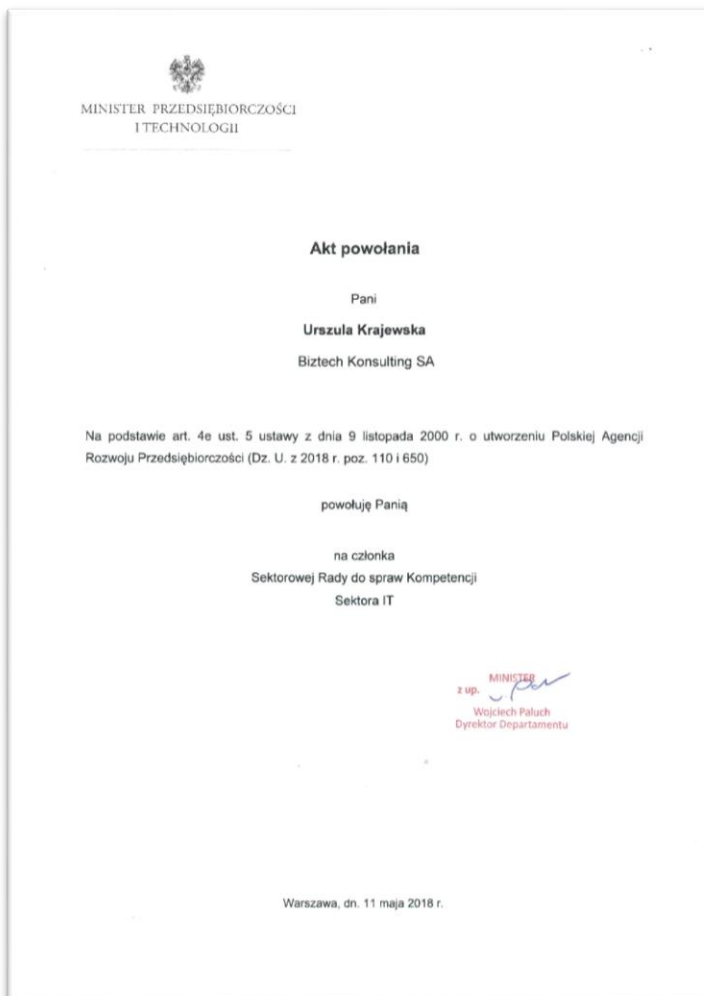 MINISTER PRZEDSIĘBIORCZOŚCI
I TECHNOLOGII
Akt powołania
Pani
Urszula Krajewska
Biztech Konsulting SA
Na podstawie art. 4e ust. 5 ustawy z dnia 9 listopada 2000 r. o utworzeniu Polskiej Agencji
Rozwoju Przedsiębiorczości (Dz. U. z 2018 r. poz. 110 i 650)
powołuję Panią
na członka
Sektorowej Rady do spraw Kompetencji
Sektora IT
MINISTER
z up.
Wojciech Paluch
Dyrektor Departamentu
Warszawa, dn. 11 maja 2018 r.